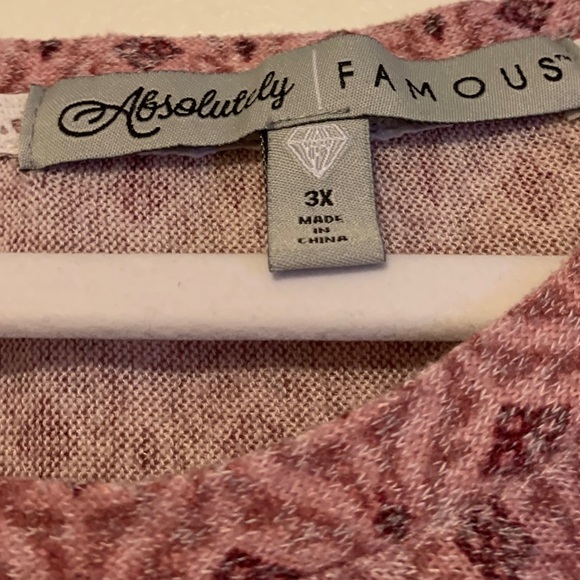 Absolutely | FAMOUS™
3X
MADE
IN
CHINA